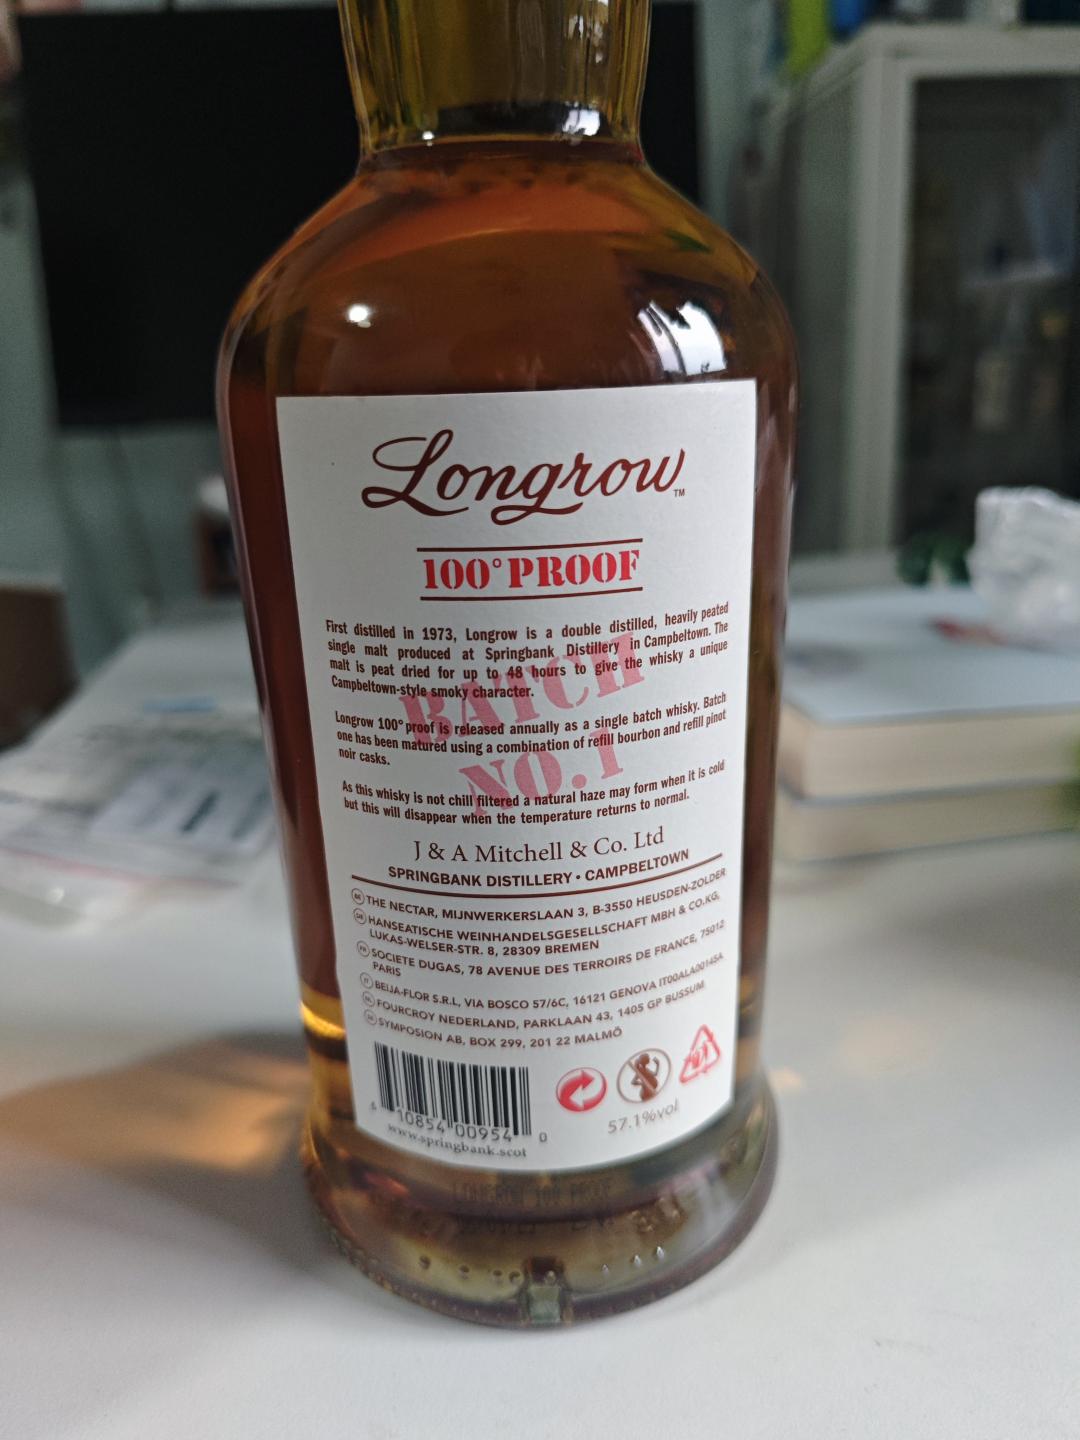 Longrow™
100° PROOF
First distilled in 1973, Longrow is a double distilled, heavily peated
single malt produced at Springbank Distillery in Campbeltown. The
malt is peat dried for up to 48 hours to give the whisky a unique
Campbeltown-style smoky character.
BATCH
NO.1
Longrow 100° proof is released annually as a single batch whisky. Batch
one has been matured using a combination of refill bourbon and refill pinot
noir casks.
As this whisky is not chill filtered a natural haze may form when it is cold
but this will disappear when the temperature returns to normal.
J & A Mitchell & Co. Ltd
SPRINGBANK DISTILLERY • CAMPBELTOWN
BE THE NECTAR, MIJNWERKERSLAAN 3, B-3550 HEUSDEN-ZOLDER
DE HANSEATISCHE WEINHANDELSGESELLSCHAFT MBH & CO.KG,
LUKAS-WELSER-STR. 8, 28309 BREMEN
FR SOCIETE DUGAS, 78 AVENUE DES TERROIRS DE FRANCE, 75012
PARIS
IT BEIJA-FLOR S.R.L, VIA BOSCO 57/6C, 16121 GENOVA IT00ALA00145A
NL FOURCROY NEDERLAND, PARKLAAN 43, 1405 GP BUSSUM
SYMPOSION AB, BOX 299, 201 22 MALMÖ
6 10854 00954 0
www.springbank.scot
57.1%vol
LONGROW 100 PROOF